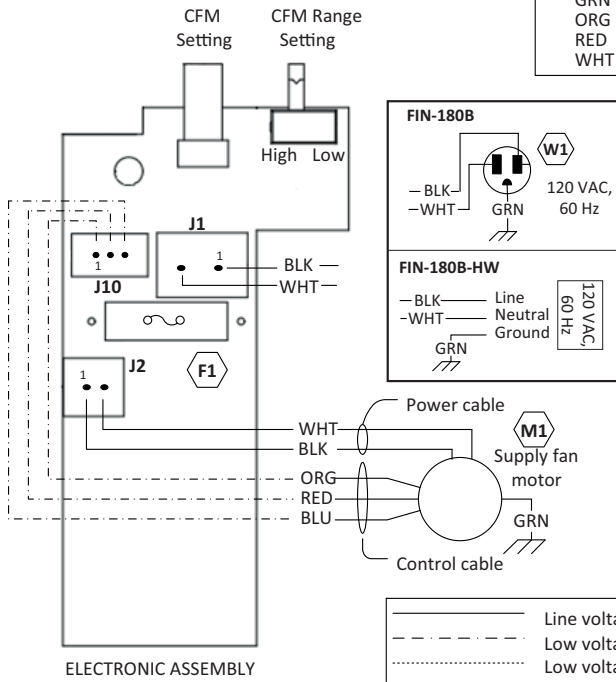 CFM
Setting
CFM Range
Setting
GRN
ORG
RED
WHT
High Low
FIN-180B
W1
BLK
WHT
GRN
120 VAC,
60 Hz
J1
1
BLK
WHT
1
J10
FIN-180B-HW
BLK
Line
WHT
Neutral
Ground
GRN
120 VAC,
60 Hz
J2
1
F1
Power cable
WHT
BLK
M1
Supply fan
motor
ORG
RED
BLU
GRN
Control cable
ELECTRONIC ASSEMBLY
Line volta
Low volta
Low volta